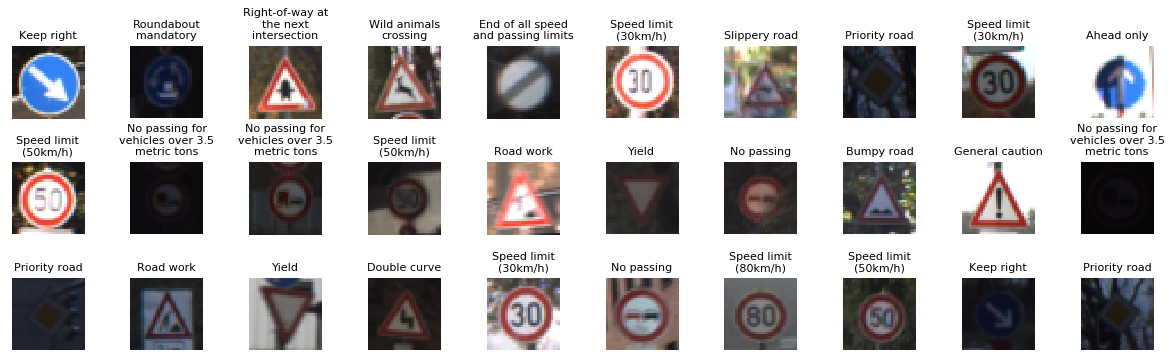 Keep right
Roundabout
mandatory
Right-of-way at
the next
intersection
Wild animals
crossing
End of all speed
and passing limits
Speed limit
(30km/h)
Slippery road
Priority road
Speed limit
(30km/h)
Ahead only
30
30
Speed limit
(50km/h)
No passing for
vehicles over 3.5
metric tons
No passing for
vehicles over 3.5
metric tons
Speed limit
(50km/h)
Road work
Yield
No passing
Bumpy road
General caution
No passing for
vehicles over 3.5
metric tons
50
50
Priority road
Road work
Yield
Double curve
Speed limit
(30km/h)
No passing
Speed limit
(80km/h)
Speed limit
(50km/h)
Keep right
Priority road
30
80
50